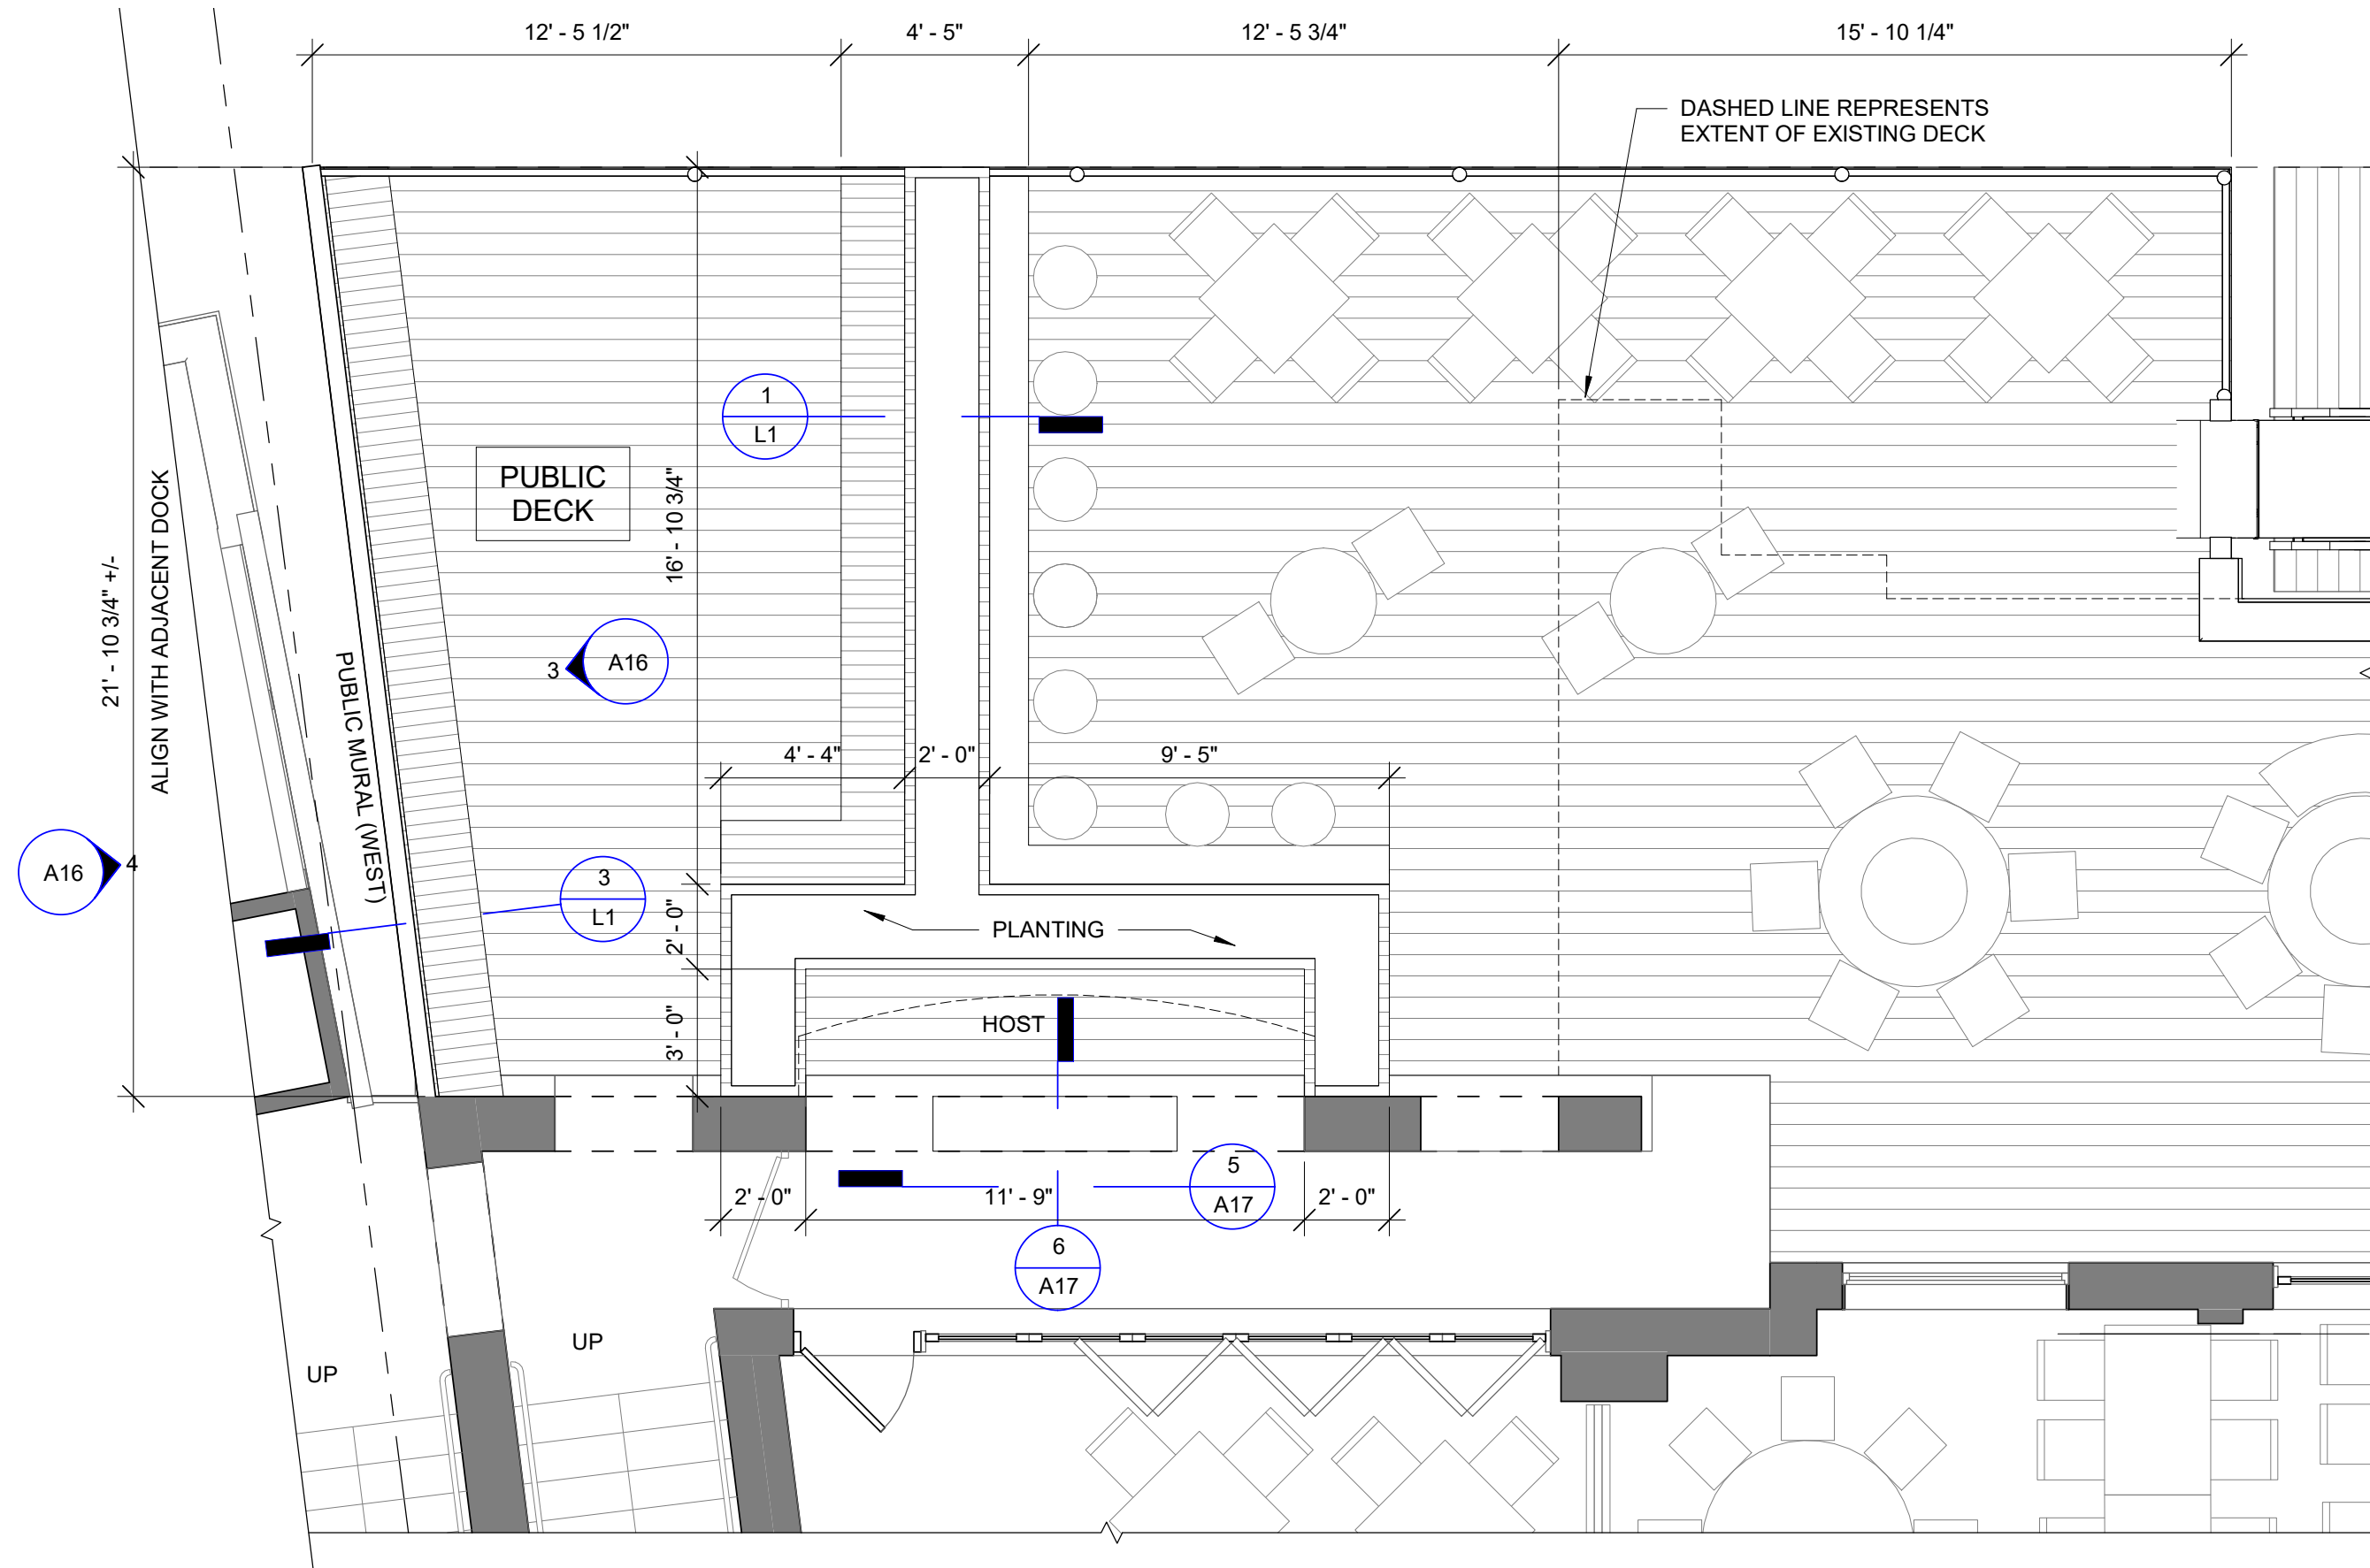 12' - 5 1/2"
4' - 5"
12' - 5 3/4"
15' - 10 1/4"
DASHED LINE REPRESENTS
EXTENT OF EXISTING DECK
1
L1
PUBLIC
DECK
16' - 10 3/4"
21' - 10 3/4" +/-
ALIGN WITH ADJACENT DOCK
PUBLIC MURAL (WEST)
3
A16
4' - 4"
2' - 0"
9' - 5"
A16
4
3
L1
2' - 0"
PLANTING
3' - 0"
HOST
5
A17
2' - 0"
11' - 9"
2' - 0"
6
A17
UP
UP